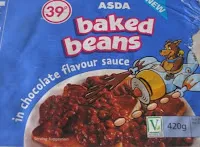 39p
ASDA
NEW
baked
beans
in chocolate flavour sauce
V
420g